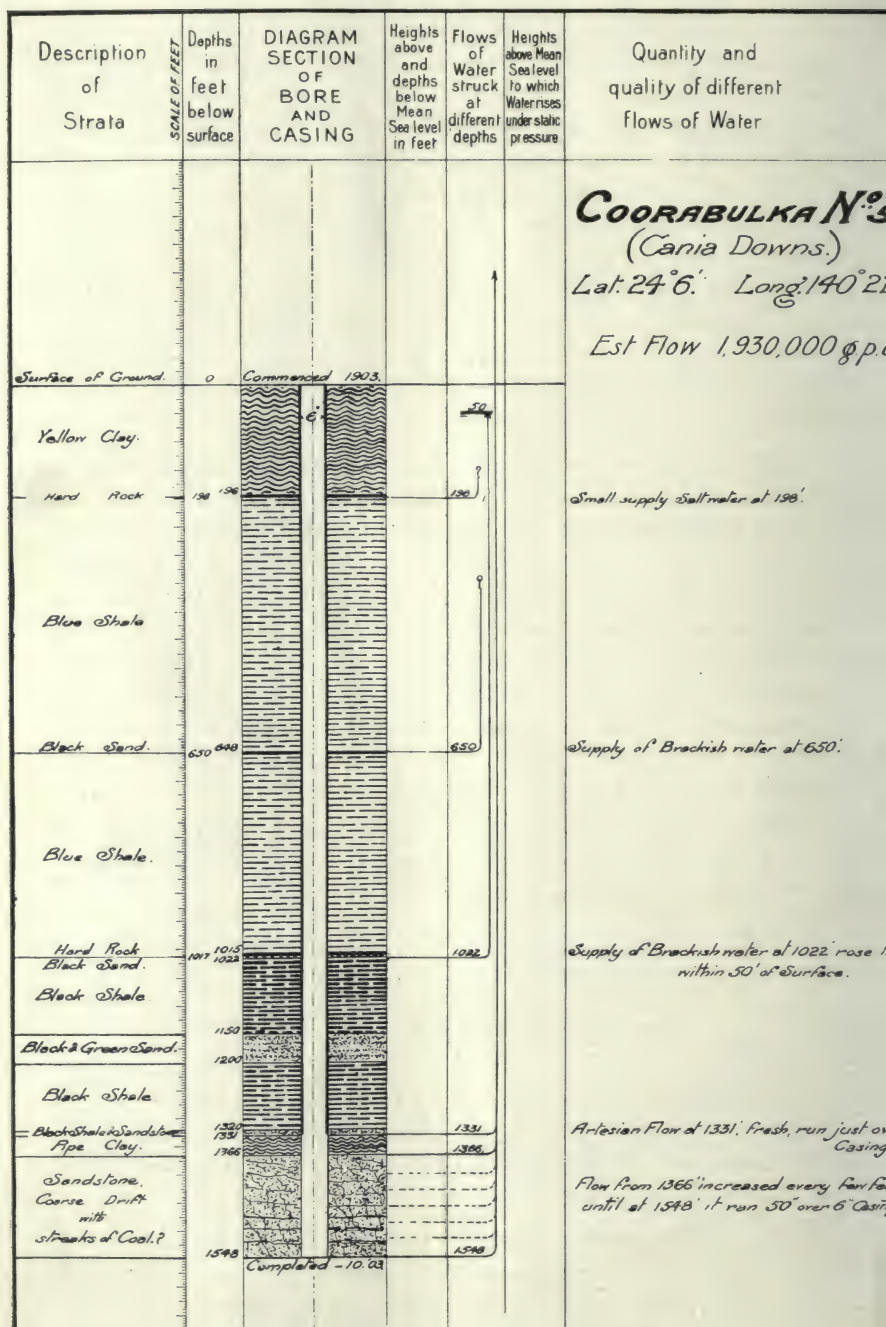 Description
of
Strata
SCALE OF FEET
Depths
in
feet
below
surface
DIAGRAM
SECTION
OF
BORE
AND
CASING
Heights
above
and
depths
below
Mean
Sea level
in feet
Flows
of
Water
struck
at
different
depths
Heights
above Mean
Sea level
to which
Water rises
under static
pressure
Quantity and
quality of different
flows of Water
COORABULKA Nº5
(Cania Downs.)
Lat. 24°6.' Long. 140°
Est Flow 1,930,000 g.p.
Surface of Ground. 0 Commenced 1903.
6"
50
Yellow Clay.
Hard Rock 198 196 198 Small supply Saltwater at 198'.
Blue Shale
Black Sand. 650 648 650 Supply of Brackish water at 650'.
Blue Shale.
Hard Rock 1015
1017 1022 1022 Supply of Brackish water at 1022' rose
Black Sand. within 50' of Surface.
Black Shale
1150
Black & Green Sand.
1200
Black Shale
1320
Black Shale & Sandstone 1331 1331 Artesian Flow at 1331', Fresh, run just
Pipe Clay. Casing
1366 1366
Sandstone. Flow from 1366' increased every few
Coarse Drift until at 1548' it ran 50" over 6" Casing
with
streaks of Coal.?
1548 1548
Completed - 10.03